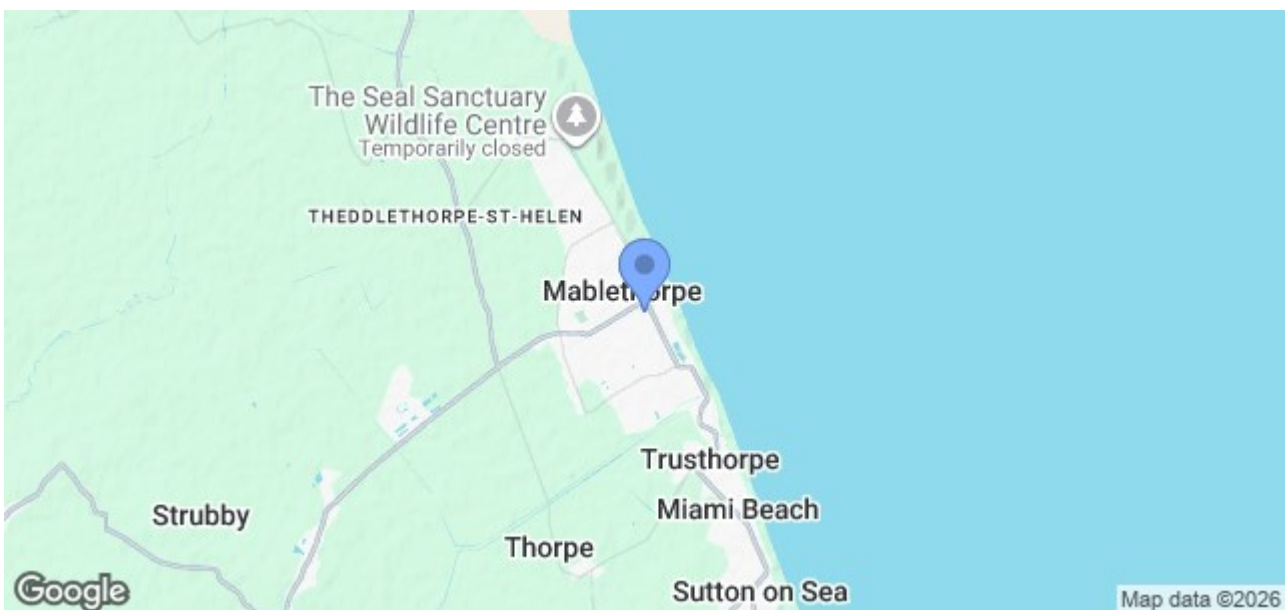 The Seal Sanctuary
Wildlife Centre
Temporarily closed
THEDDLETHORPE-ST-HELEN
Mablethorpe
Trusthorpe
Miami Beach
Strubby
Thorpe
Sutton on Sea
Google
Map data ©2026